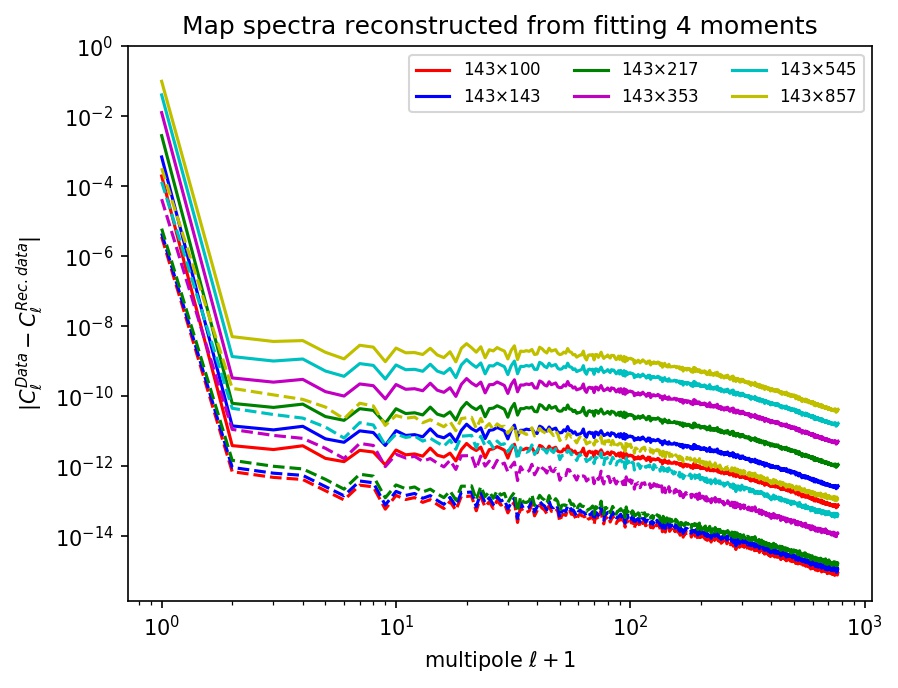 Map spectra reconstructed from fitting 4 moments
10^0
10^{-2}
10^{-4}
10^{-6}
10^{-8}
10^{-10}
10^{-12}
10^{-14}
|C_ℓ^{Data} − C_ℓ^{Rec.data}|
143×100 143×217 143×545
143×143 143×353 143×857
10^0 10^1 10^2 10^3
multipole ℓ + 1